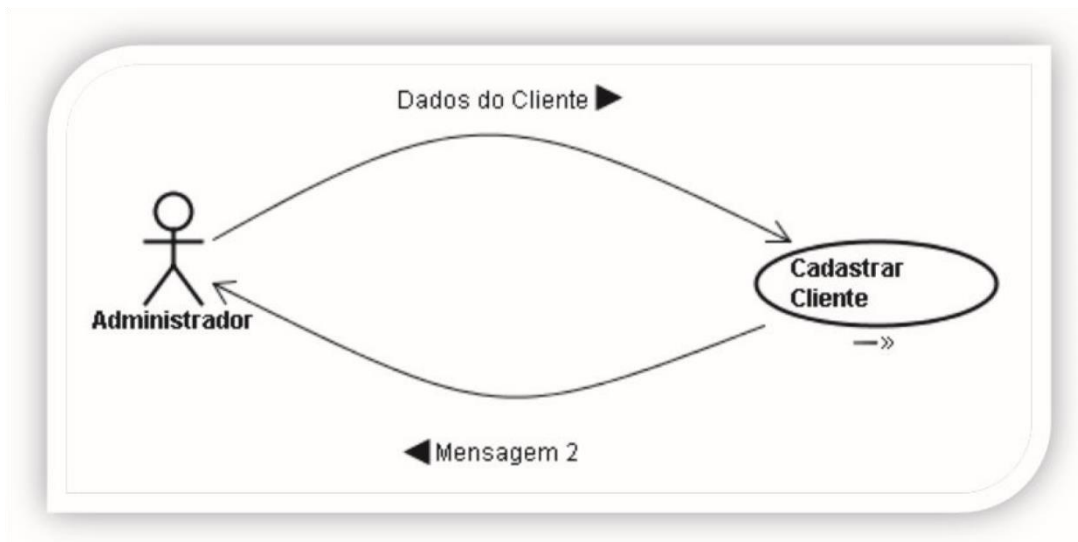 Dados do Cliente
Administrador
Cadastrar
Cliente
Mensagem 2